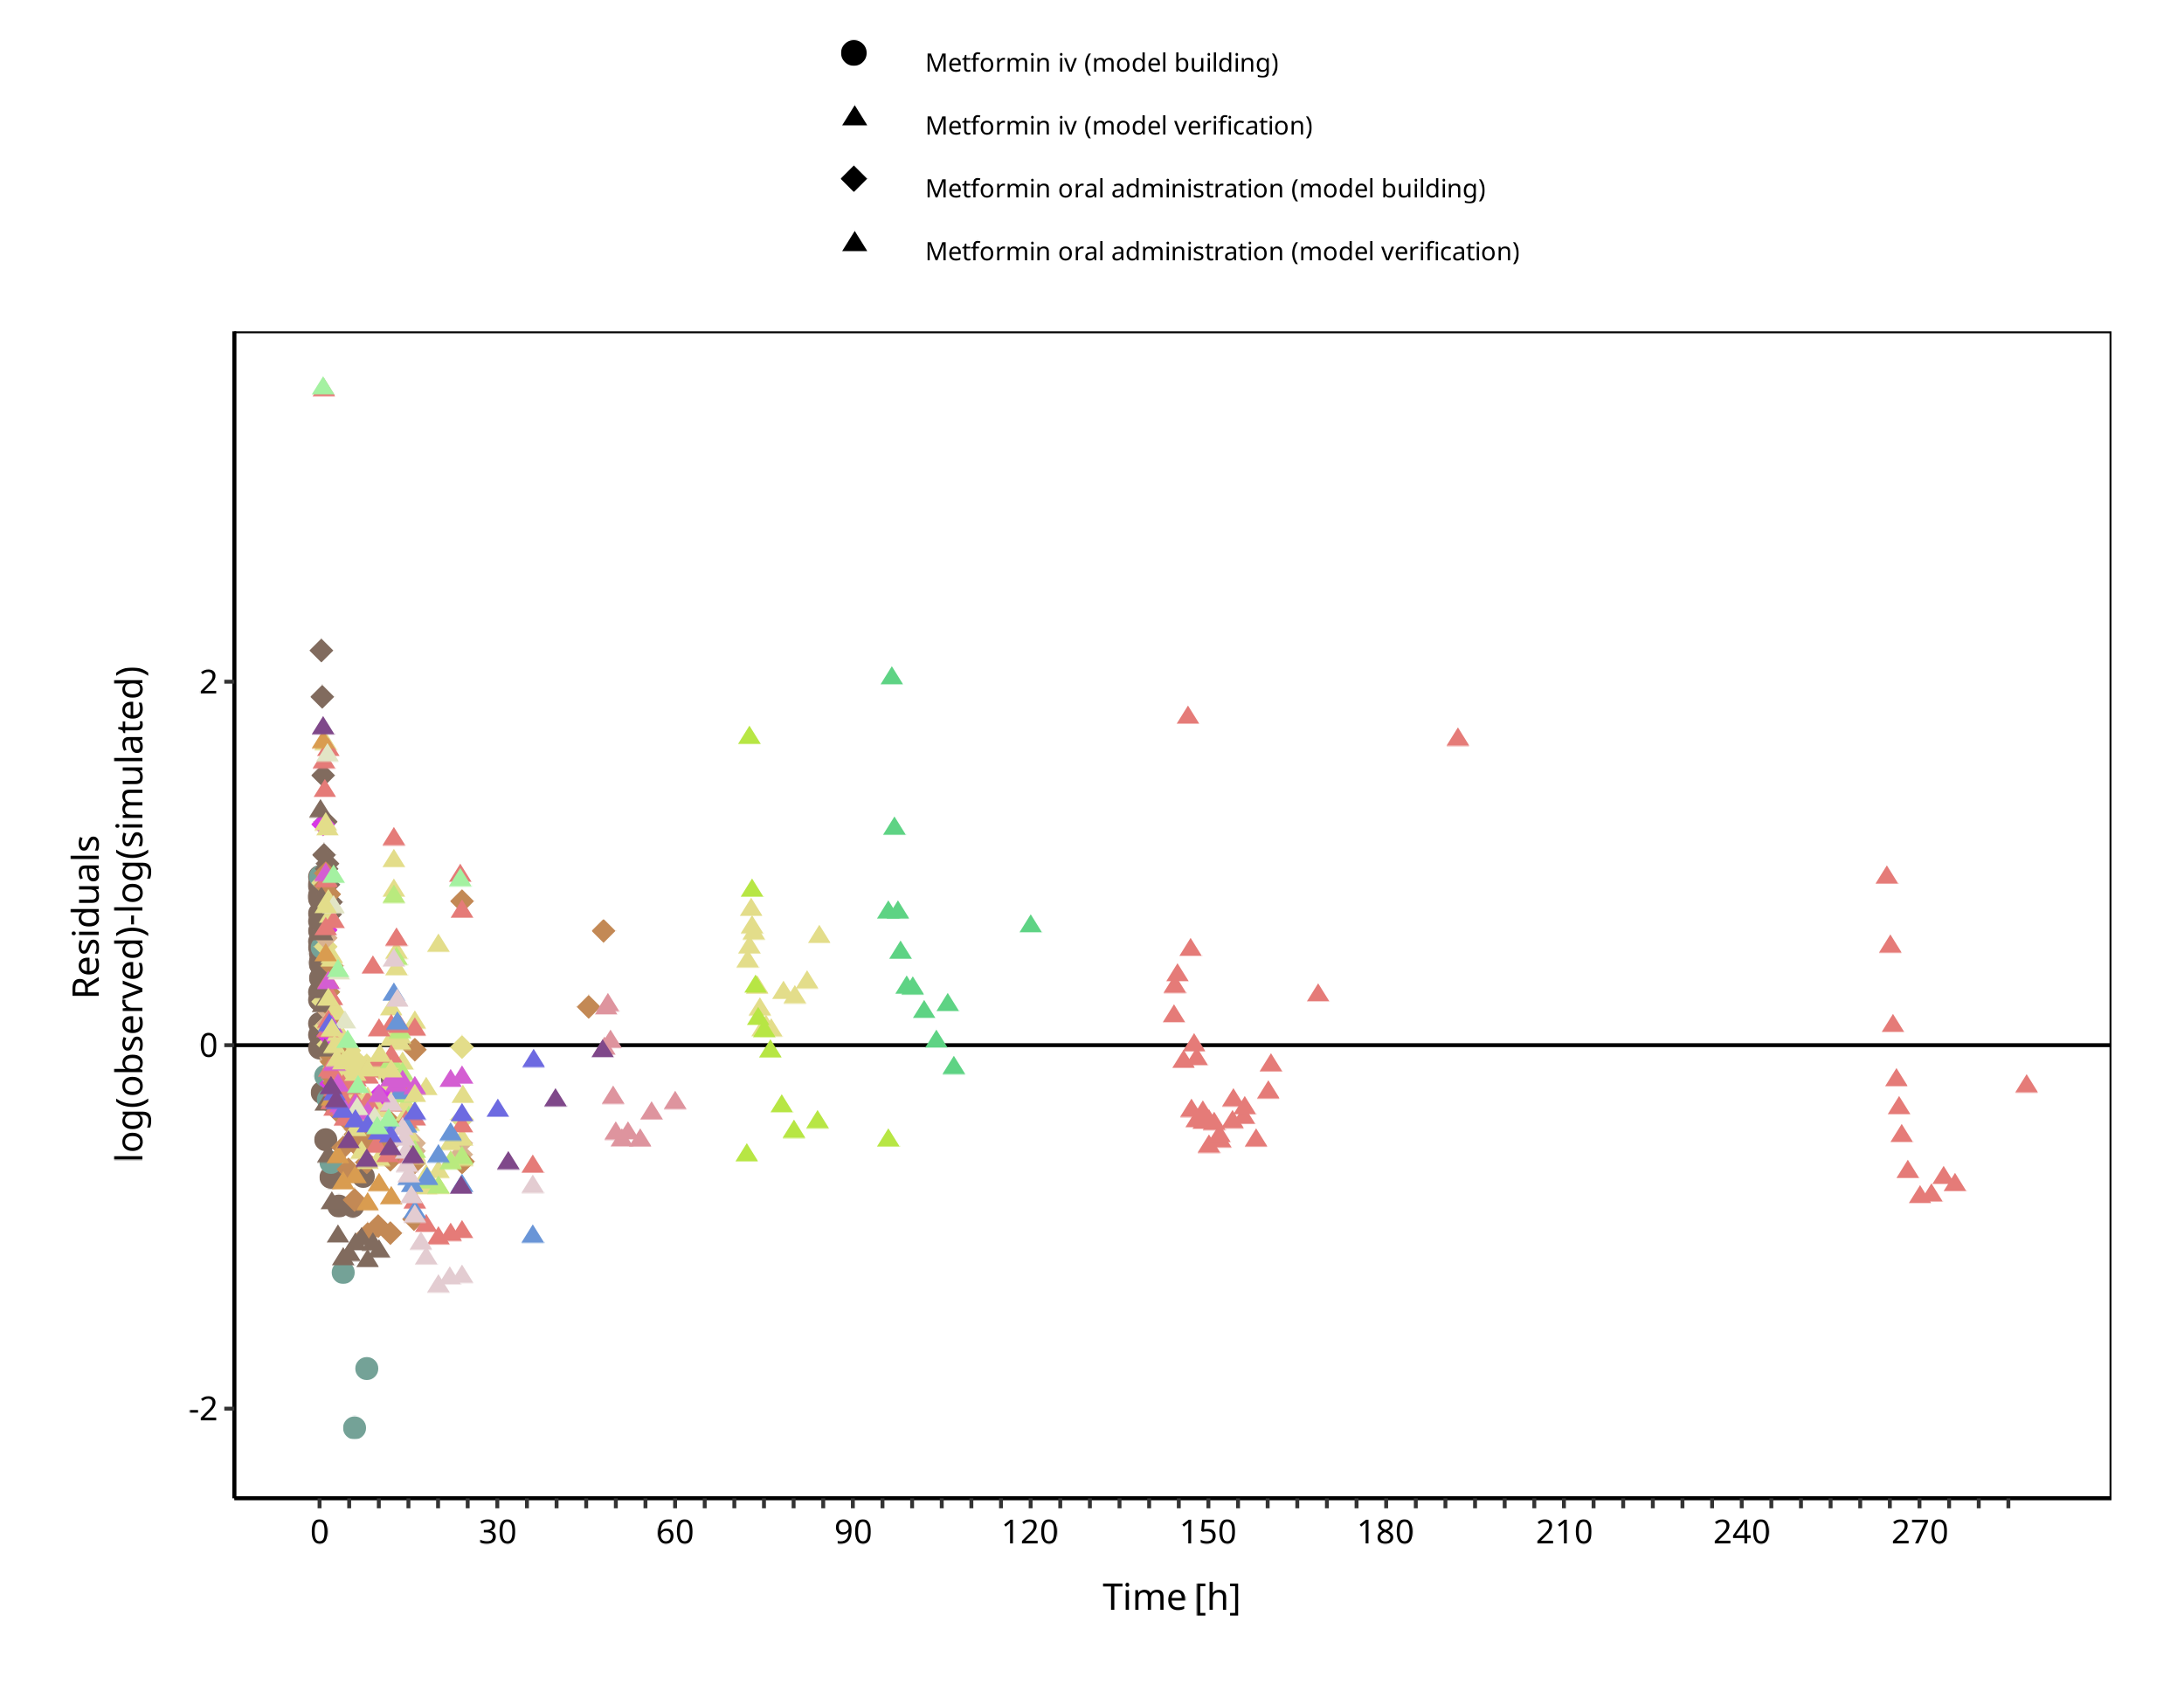 Metformin iv (model building)
Metformin iv (model verification)
Metformin oral administration (model building)
Metformin oral administration (model verification)
Residuals
log(observed)-log(simulated)
2
0
-2
0 30 60 90 120 150 180 210 240 270
Time [h]